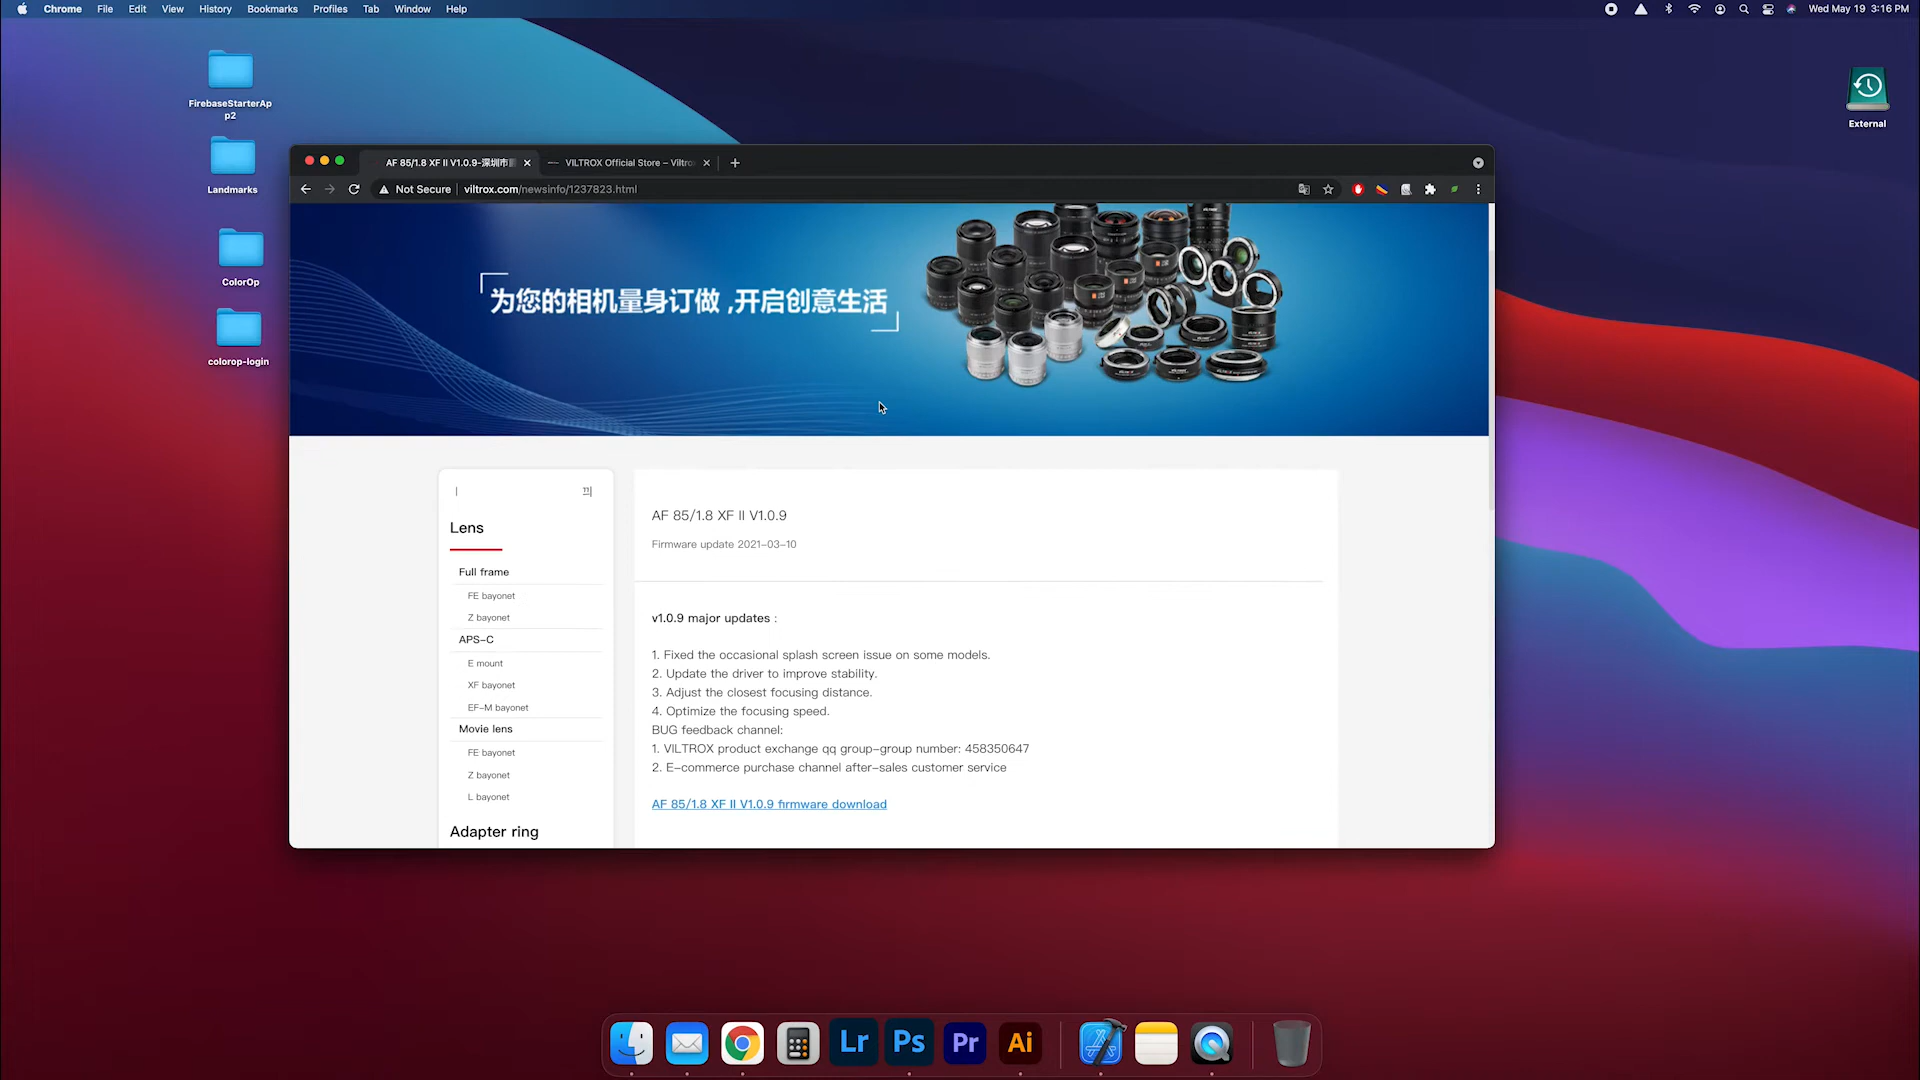 Chrome File Edit View History Bookmarks Profiles Tab Window Help
Wed May 19 3:16 PM
FirebaseStarterAp
p2
Landmarks
ColorOp
colorop-login
External
AF 85/1.8 XF II V1.0.9-深圳市
VILTROX Official Store – Viltro
Not Secure viltrox.com/newsinfo/1237823.html
为您的相机量身订做 ,开启创意生活
Lens
Full frame
FE bayonet
Z bayonet
APS-C
E mount
XF bayonet
EF-M bayonet
Movie lens
FE bayonet
Z bayonet
L bayonet
Adapter ring
AF 85/1.8 XF II V1.0.9
Firmware update 2021-03-10
v1.0.9 major updates :
1. Fixed the occasional splash screen issue on some models.
2. Update the driver to improve stability.
3. Adjust the closest focusing distance.
4. Optimize the focusing speed.
BUG feedback channel:
1. VILTROX product exchange qq group-group number: 458350647
2. E-commerce purchase channel after-sales customer service
AF 85/1.8 XF II V1.0.9 firmware download
Lr Ps Pr Ai